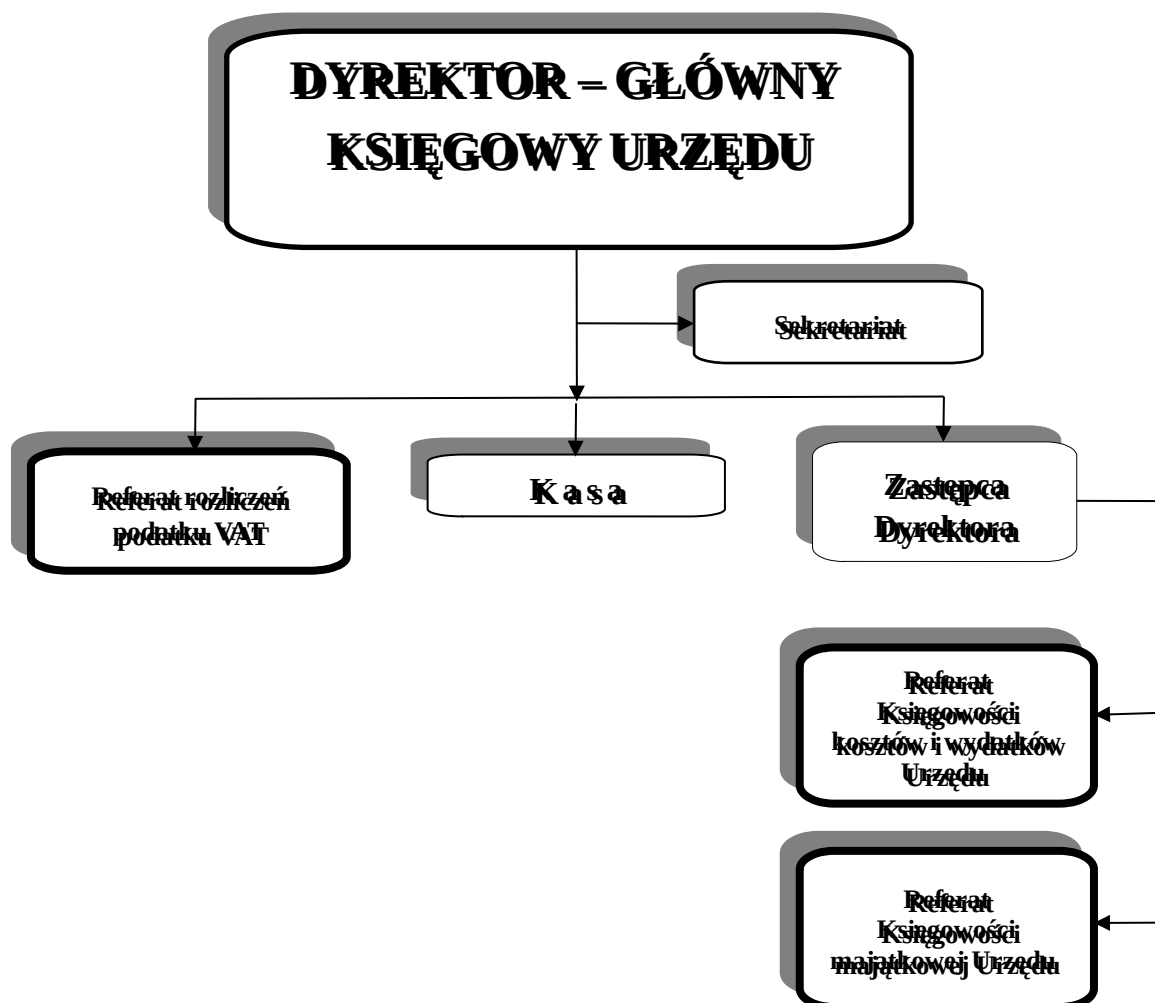 DYREKTOR – GŁÓWNY
KSIĘGOWY URZĘDU
Sekretariat
Referat rozliczeń
podatku VAT
K a s a
Zastępca
Dyrektora
Referat
Księgowości
kosztów i wydatków
Urzędu
Referat
Księgowości
majątkowej Urzędu